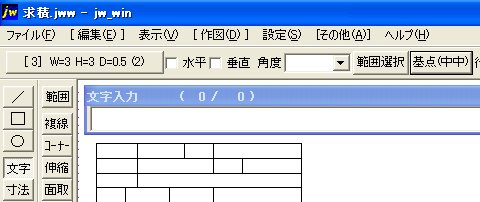 求積.jww - jw_win
ファイル(F) [ 編集(E) ] 表示(V) [ 作図(D) ] 設定(S) [その他(A)] ヘルプ(H)
[ 3] W=3 H=3 D=0.5 (2) 水平 垂直 角度 範囲選択 基点(中中) 行
／ 範囲 文字入力 ( 0 / 0 )
□ 複線
○ コーナー
文字 伸縮
寸法 面取